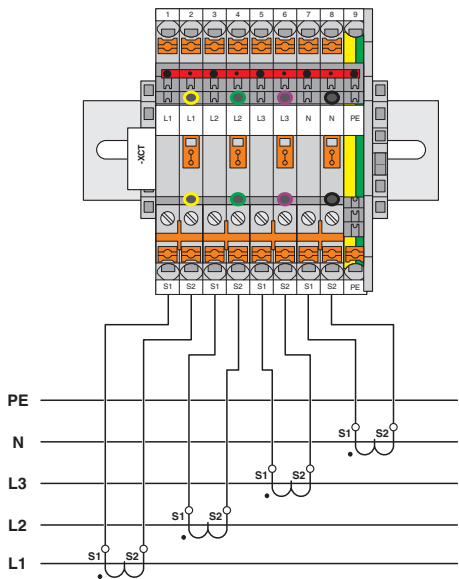 1 2 3 4 5 6 7 8 9
-XCT
L1 L1 L2 L2 L3 L3 N N PE
S1 S2 S1 S2 S1 S2 S1 S2 PE
PE
S1 S2
N
S1 S2
L3
S1 S2
L2
S1 S2
L1